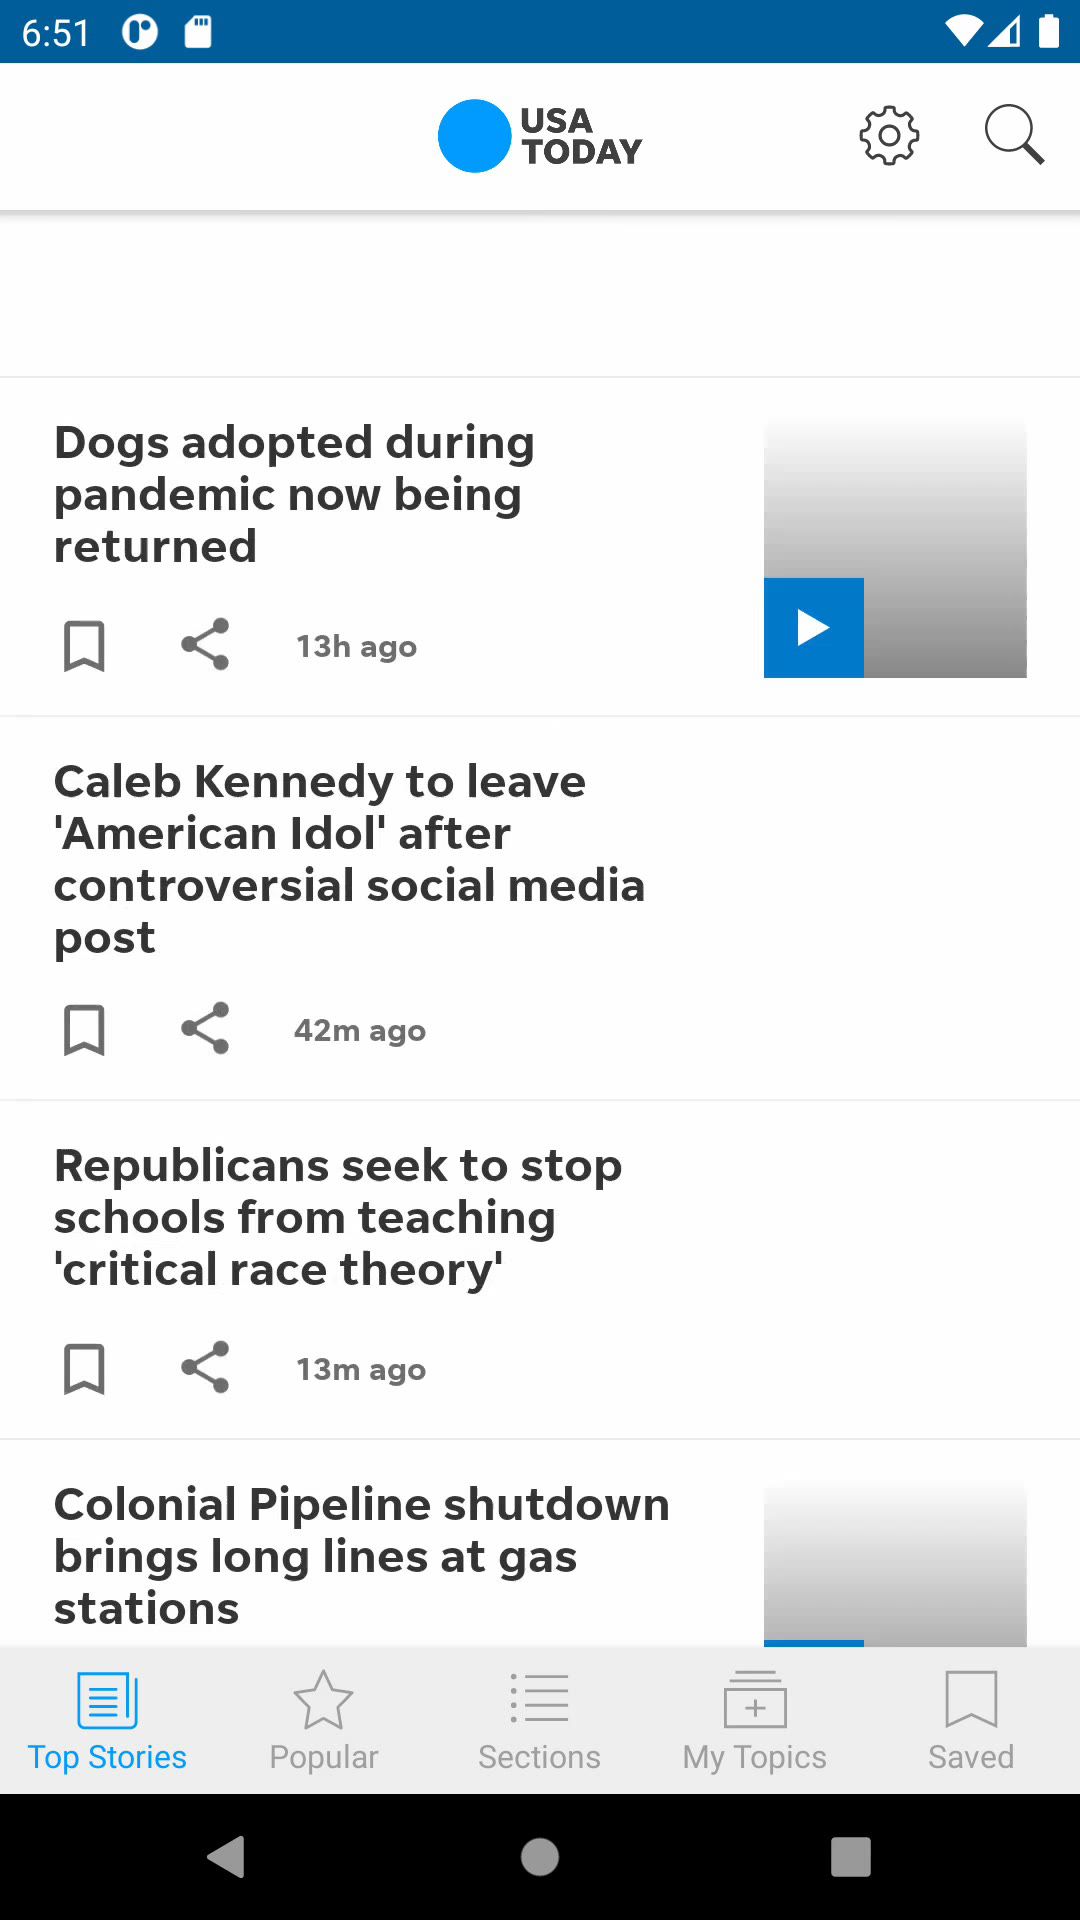 6:51
USA
TODAY
Dogs adopted during
pandemic now being
returned
13h ago
Caleb Kennedy to leave
'American Idol' after
controversial social media
post
42m ago
Republicans seek to stop
schools from teaching
'critical race theory'
13m ago
Colonial Pipeline shutdown
brings long lines at gas
stations
Top Stories
Popular
Sections
My Topics
Saved